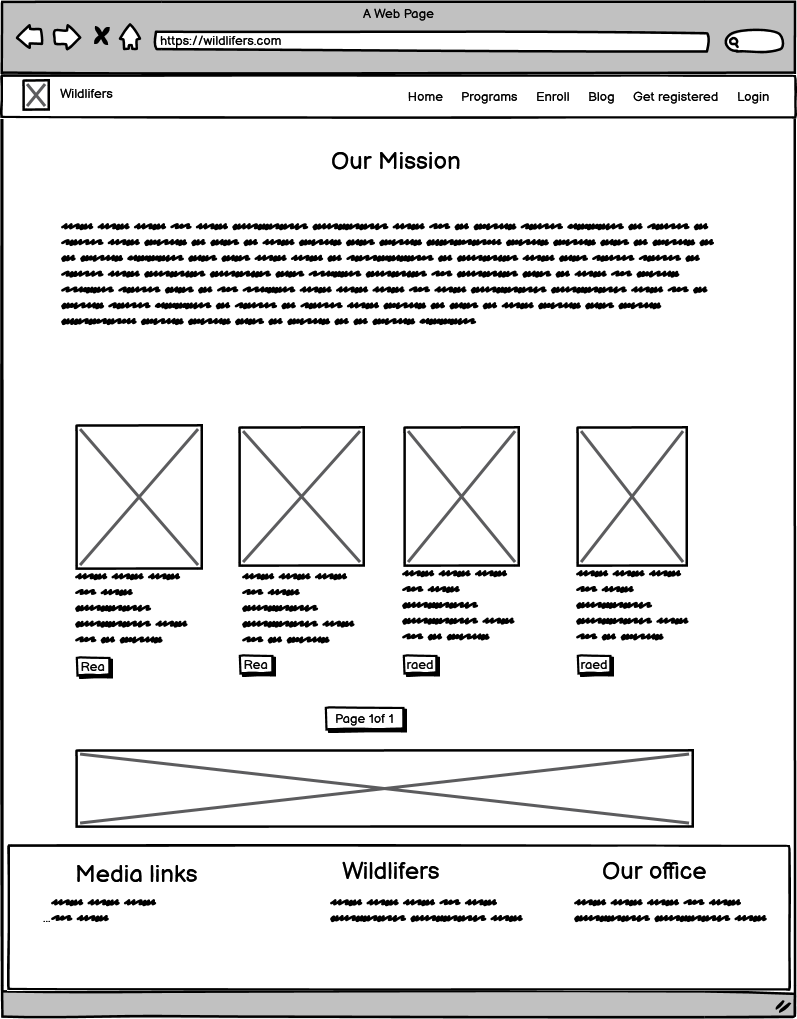 A Web Page
https://wildlifers.com
Wildlifers
Home Programs Enroll Blog Get registered Login
Our Mission
Rea Rea raed raed
Page 1of 1
Media links Wildlifers Our office
...